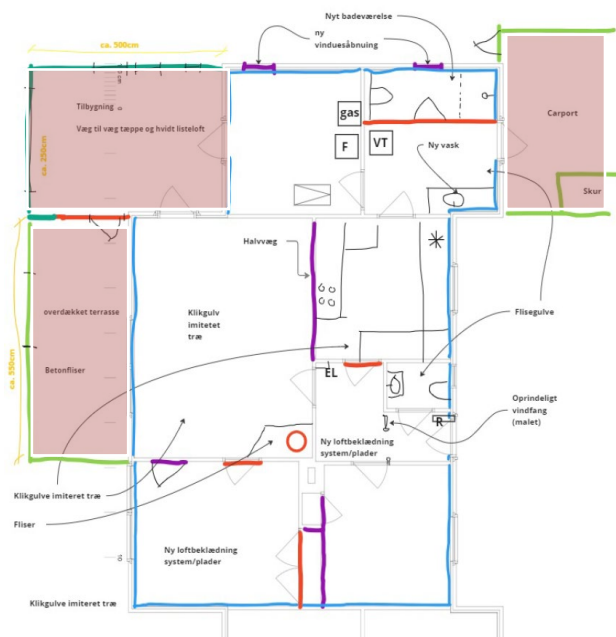 Nyt badeværelse
ny
vinduesåbning
ca. 500cm
Tilbygning
Væg til væg tæppe og hvidt listeloft
ca. 250cm
gas
F
VT
Ny vask
Carport
Skur
Halvvæg
overdækket terrasse
Klikgulv
imitetet
træ
Flisegulve
ca. 550cm
Betonfliser
EL
Oprindeligt
vindfang
(malet)
R
Ny loftbeklædning
system/plader
Klikgulve imiteret træ
Fliser
Ny loftbeklædning
system/plader
Klikgulve imiteret træ